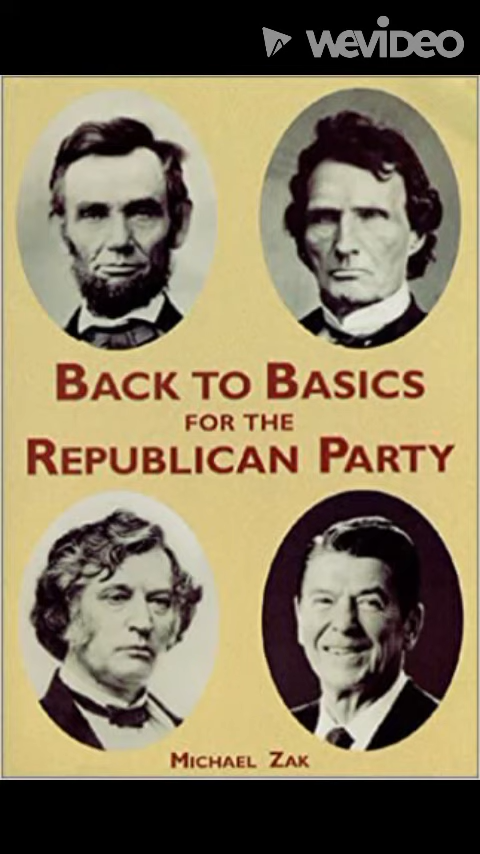 WEVIDEO
BACK TO BASICS
FOR THE
REPUBLICAN PARTY
MICHAEL ZAK